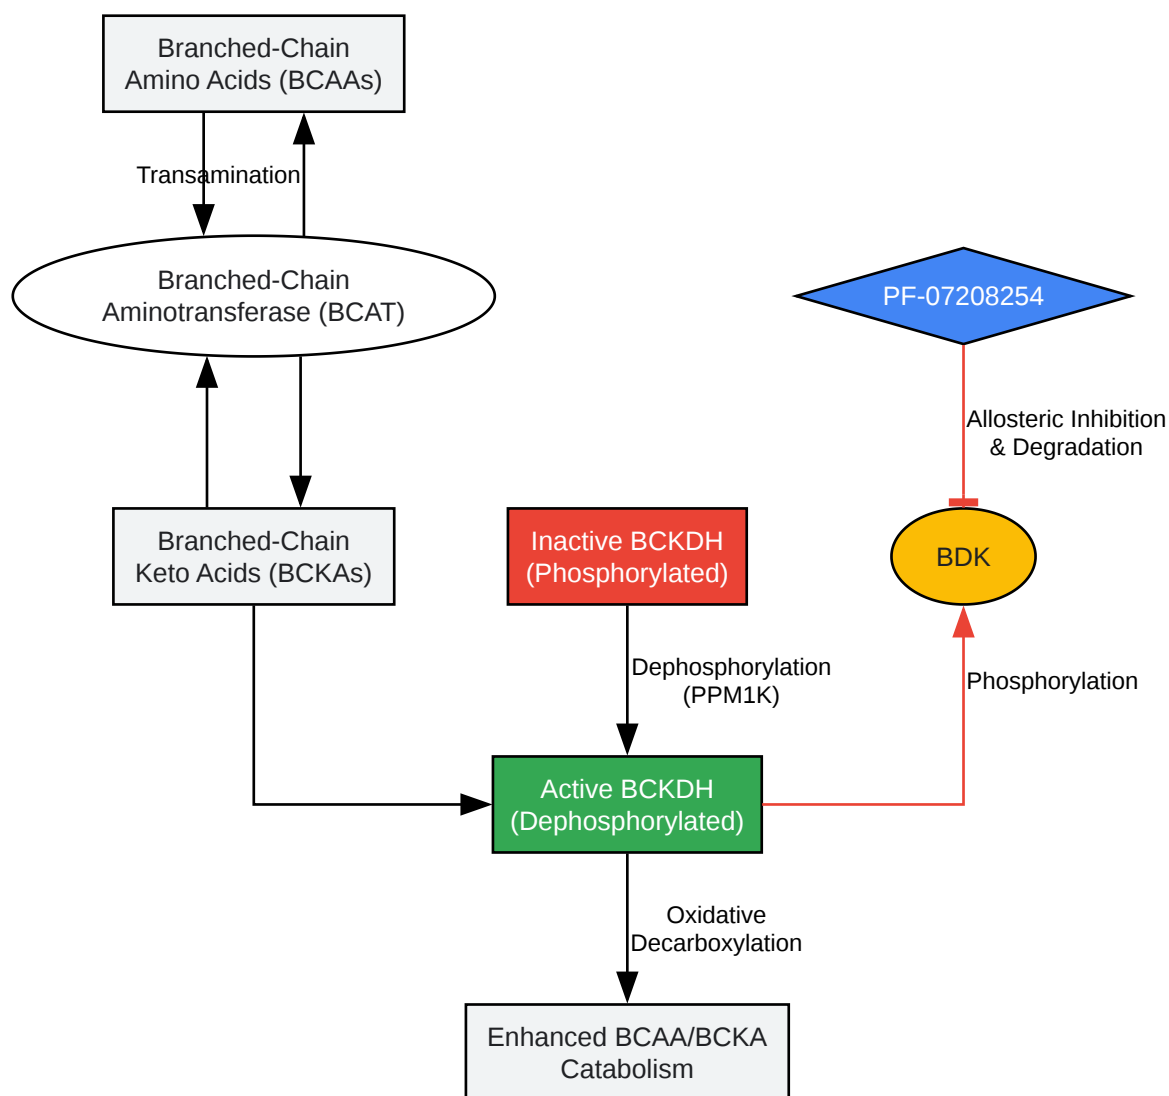 Branched-Chain
Amino Acids (BCAAs)
Transamination
Branched-Chain
Aminotransferase (BCAT)
PF-07208254
Allosteric Inhibition
& Degradation
Branched-Chain
Keto Acids (BCKAs)
Inactive BCKDH
(Phosphorylated)
BDK
Dephosphorylation
(PPM1K)
Phosphorylation
Active BCKDH
(Dephosphorylated)
Oxidative
Decarboxylation
Enhanced BCAA/BCKA
Catabolism